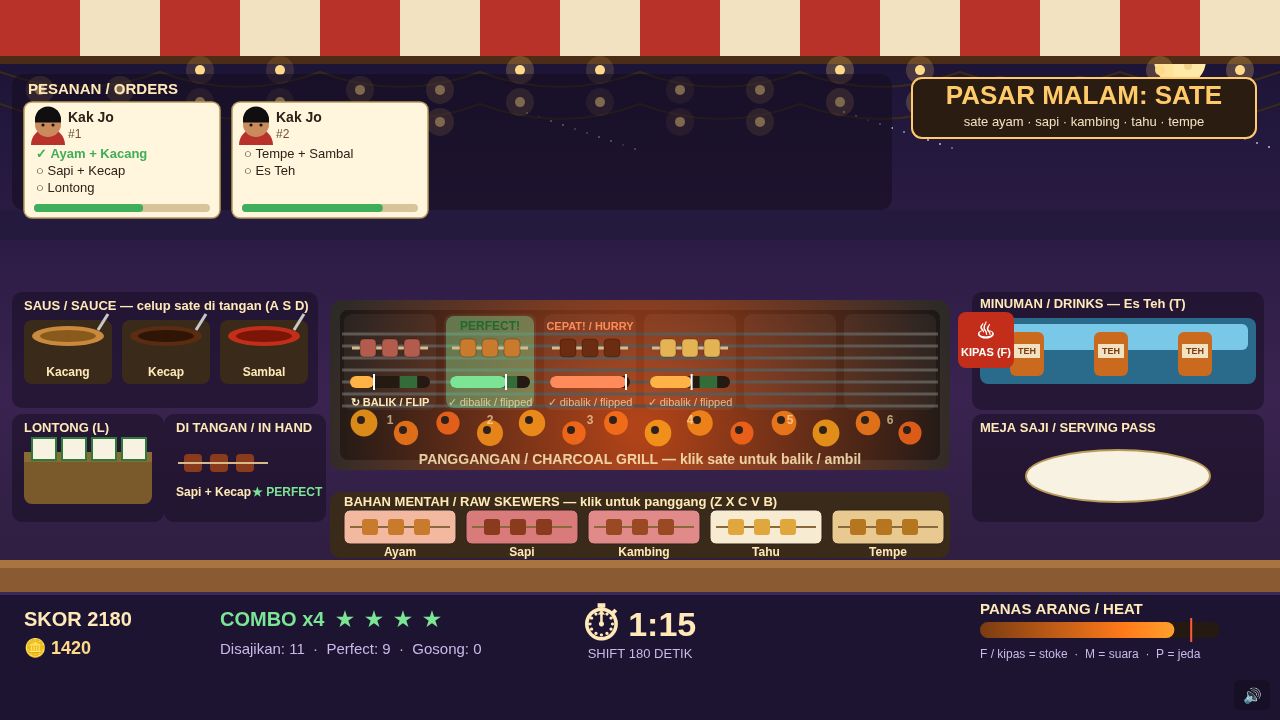 PESANAN / ORDERS
Kak Jo
#1
✓ Ayam + Kacang
○ Sapi + Kecap
○ Lontong
Kak Jo
#2
○ Tempe + Sambal
○ Es Teh
PASAR MALAM: SATE
sate ayam · sapi · kambing · tahu · tempe
SAUS / SAUCE — celup sate di tangan (A S D)
Kacang
Kecap
Sambal
LONTONG (L)
DI TANGAN / IN HAND
Sapi + Kecap ★ PERFECT
PERFECT!
CEPAT! / HURRY
↻ BALIK / FLIP
✓ dibalik / flipped
✓ dibalik / flipped
✓ dibalik / flipped
1 2 3 4 5 6
PANGGANGAN / CHARCOAL GRILL — klik sate untuk balik / ambil
BAHAN MENTAH / RAW SKEWERS — klik untuk panggang (Z X C V B)
Ayam
Sapi
Kambing
Tahu
Tempe
MINUMAN / DRINKS — Es Teh (T)
KIPAS (F)
TEH
TEH
TEH
MEJA SAJI / SERVING PASS
SKOR 2180
1420
COMBO x4 ★ ★ ★ ★
Disajikan: 11 · Perfect: 9 · Gosong: 0
1:15
SHIFT 180 DETIK
PANAS ARANG / HEAT
F / kipas = stoke · M = suara · P = jeda